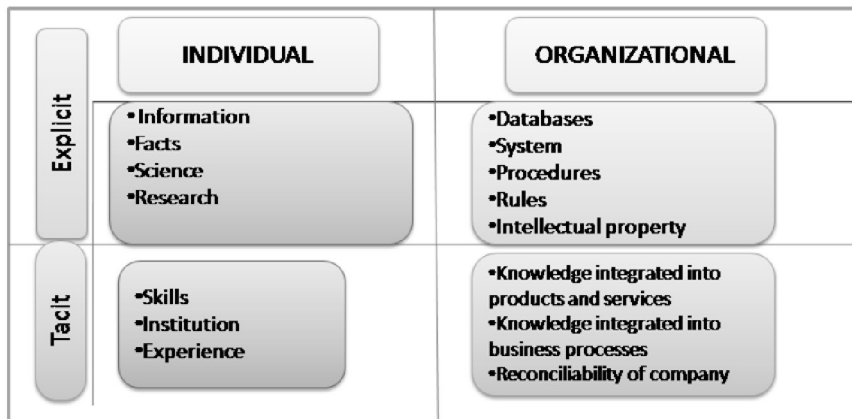 INDIVIDUAL
ORGANIZATIONAL
Explicit
•Information
•Facts
•Science
•Research
•Databases
•System
•Procedures
•Rules
•Intellectual property
Tacit
•Skills
•Institution
•Experience
•Knowledge integrated into
products and services
•Knowledge integrated into
business processes
•Reconciliability of company